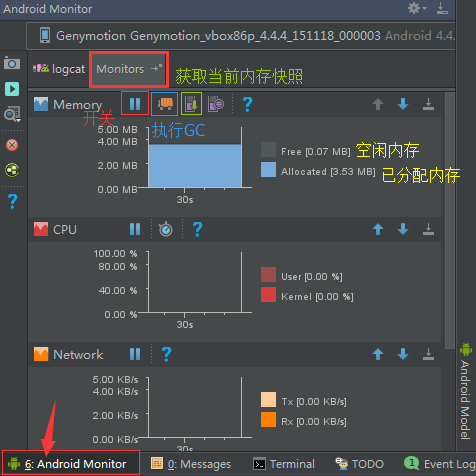 Android Monitor
Genymotion Genymotion_vbox86p_4.4.4_151118_000003 Android 4.4.
logcat
Monitors
获取当前内存快照
Memory
开关
执行GC
5.00 MB
4.00 MB
2.00 MB
0.00 MB
30s
Free [0.07 MB]
空闲内存
Allocated [3.53 MB]
已分配内存
CPU
100.00 %
80.00 %
40.00 %
0.00 %
30s
User [0.00 %]
Kernel [0.00 %]
Network
5.00 KB/s
4.00 KB/s
2.00 KB/s
0.00 KB/s
30s
Tx [0.00 KB/s]
Rx [0.00 KB/s]
Android Model
6: Android Monitor
0: Messages
Terminal
TODO
1 Event Log